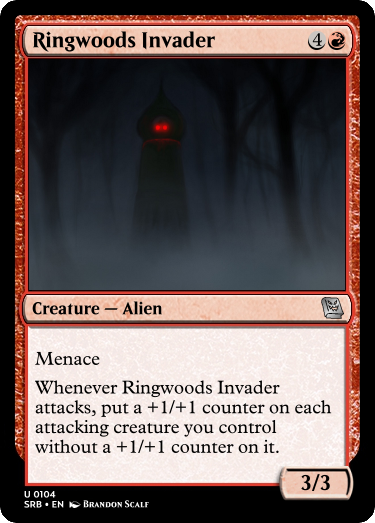 Ringwoods Invader 4
Creature — Alien
Menace
Whenever Ringwoods Invader
attacks, put a +1/+1 counter on each
attacking creature you control
without a +1/+1 counter on it.
3/3
U 0104
SRB • EN Brandon Scalf